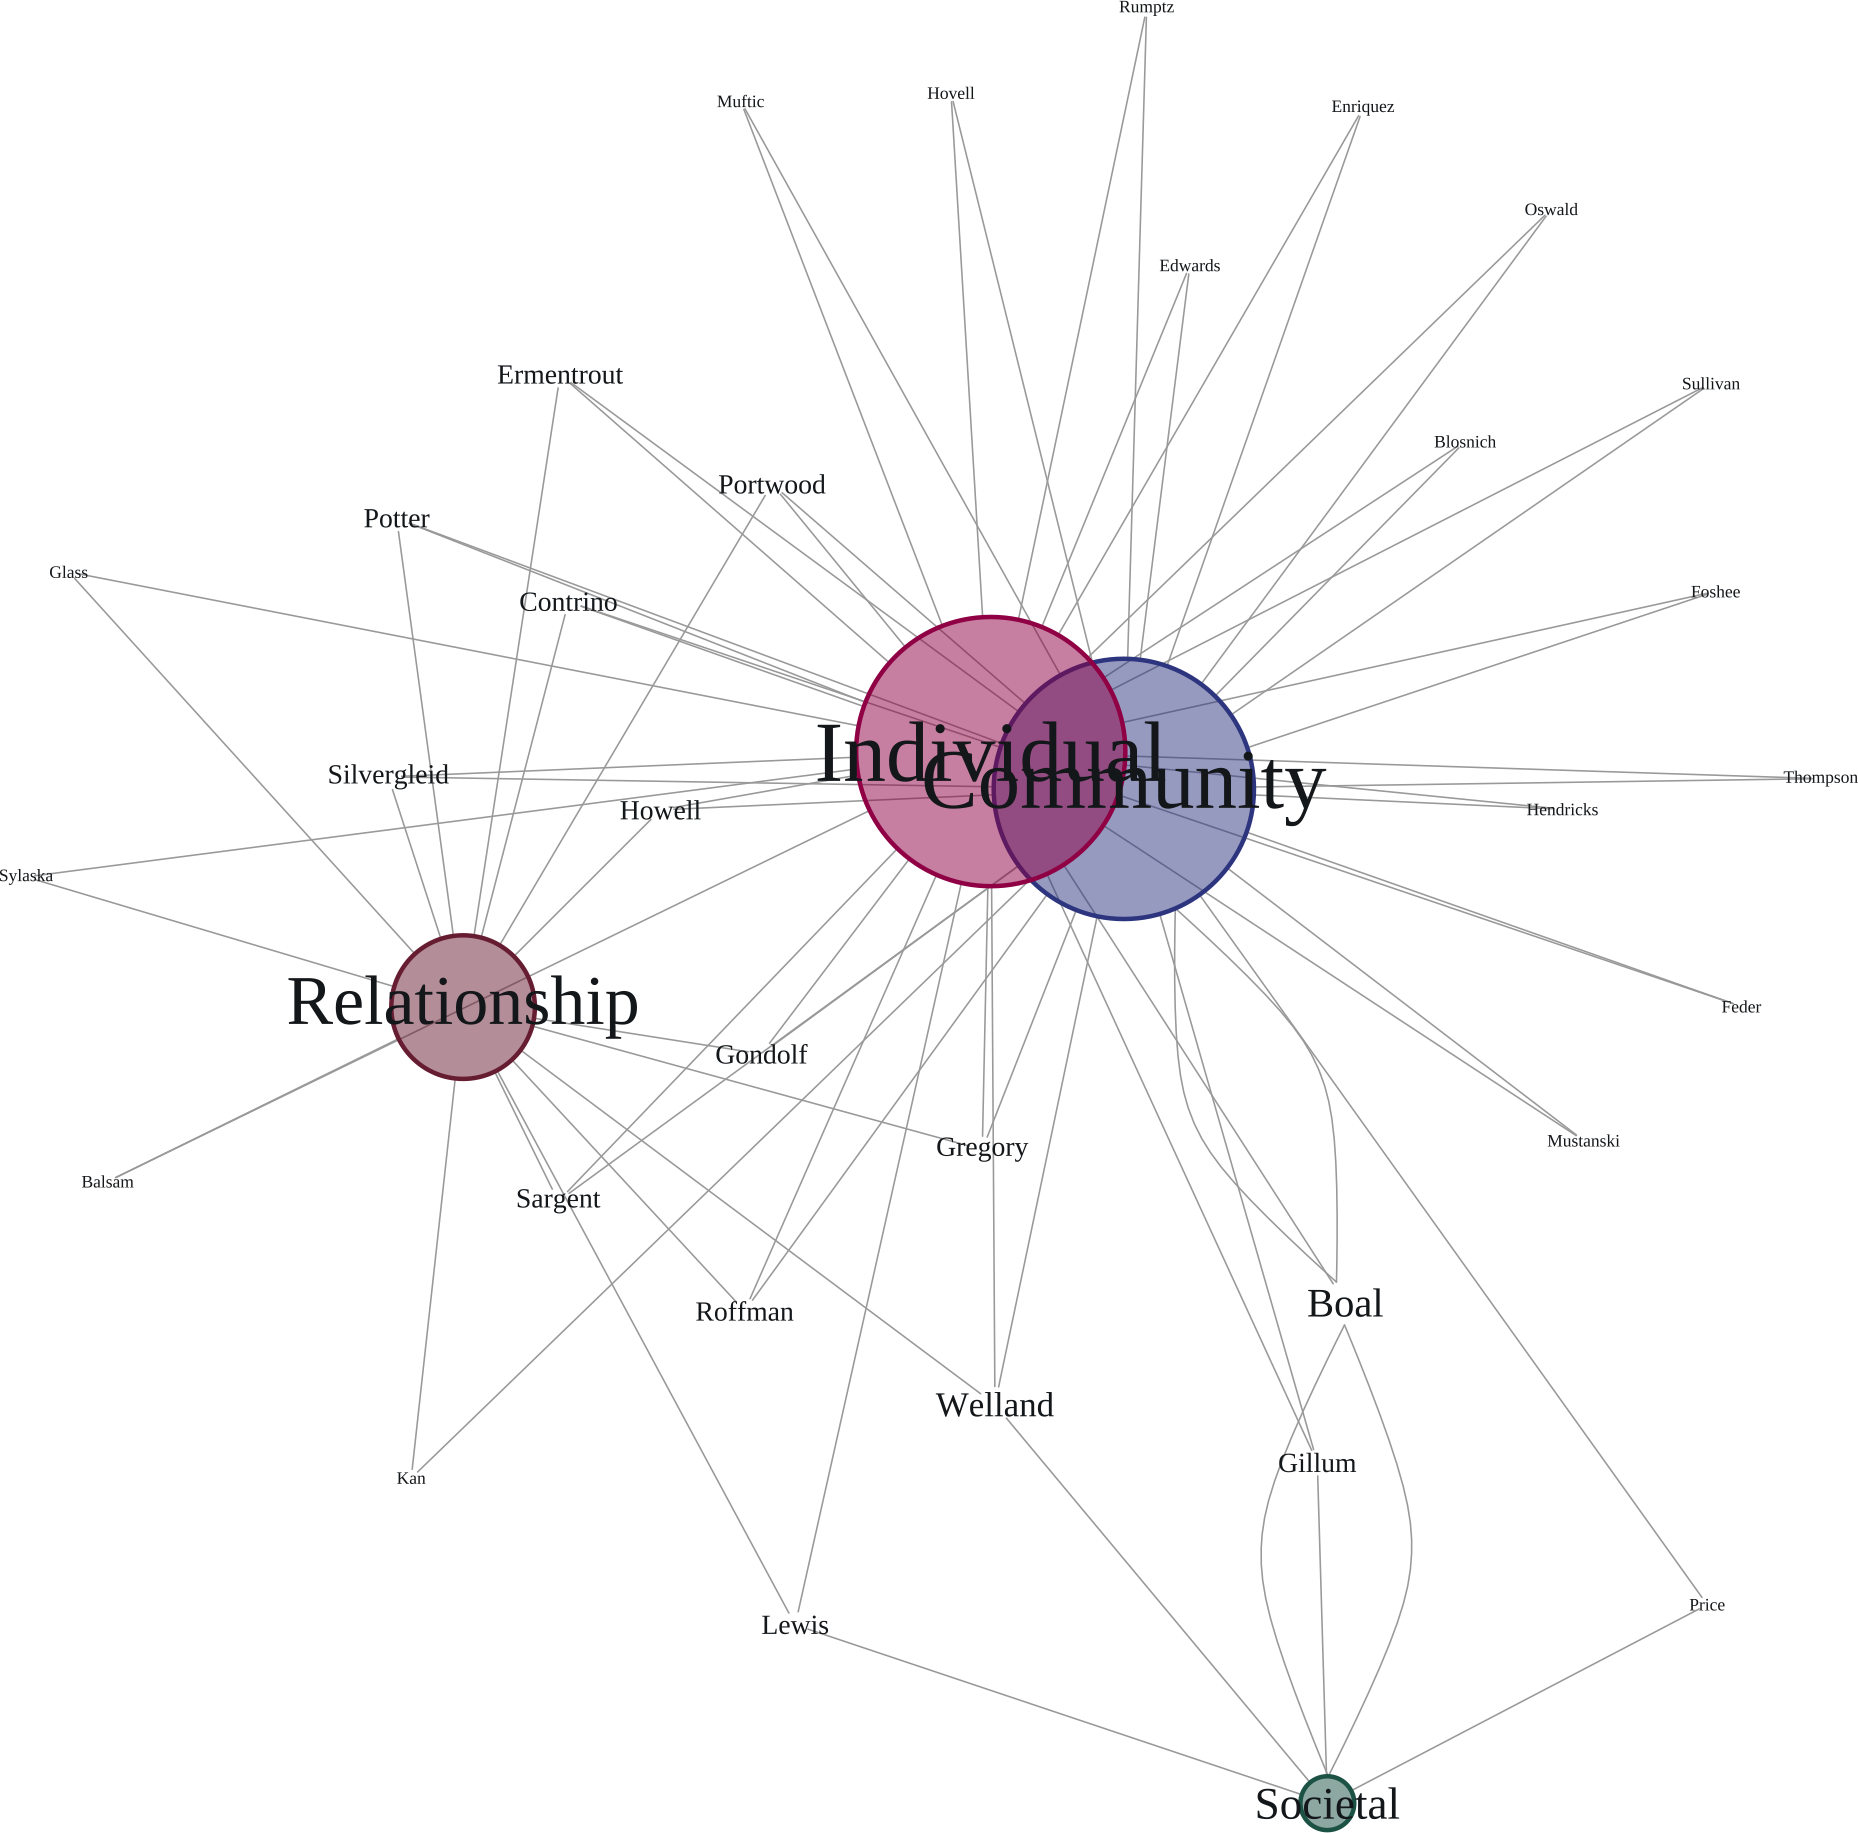 Rumptz
Hovell
Muftic
Enriquez
Oswald
Edwards
Ermentrout
Sullivan
Blosnich
Portwood
Potter
Glass
Foshee
Contrino
Individual
Silvergleid
Thompson
Community
Howell
Hendricks
Sylaska
Relationship
Feder
Gondolf
Mustanski
Gregory
Balsam
Sargent
Boal
Roffman
Welland
Gillum
Kan
Price
Lewis
Societal